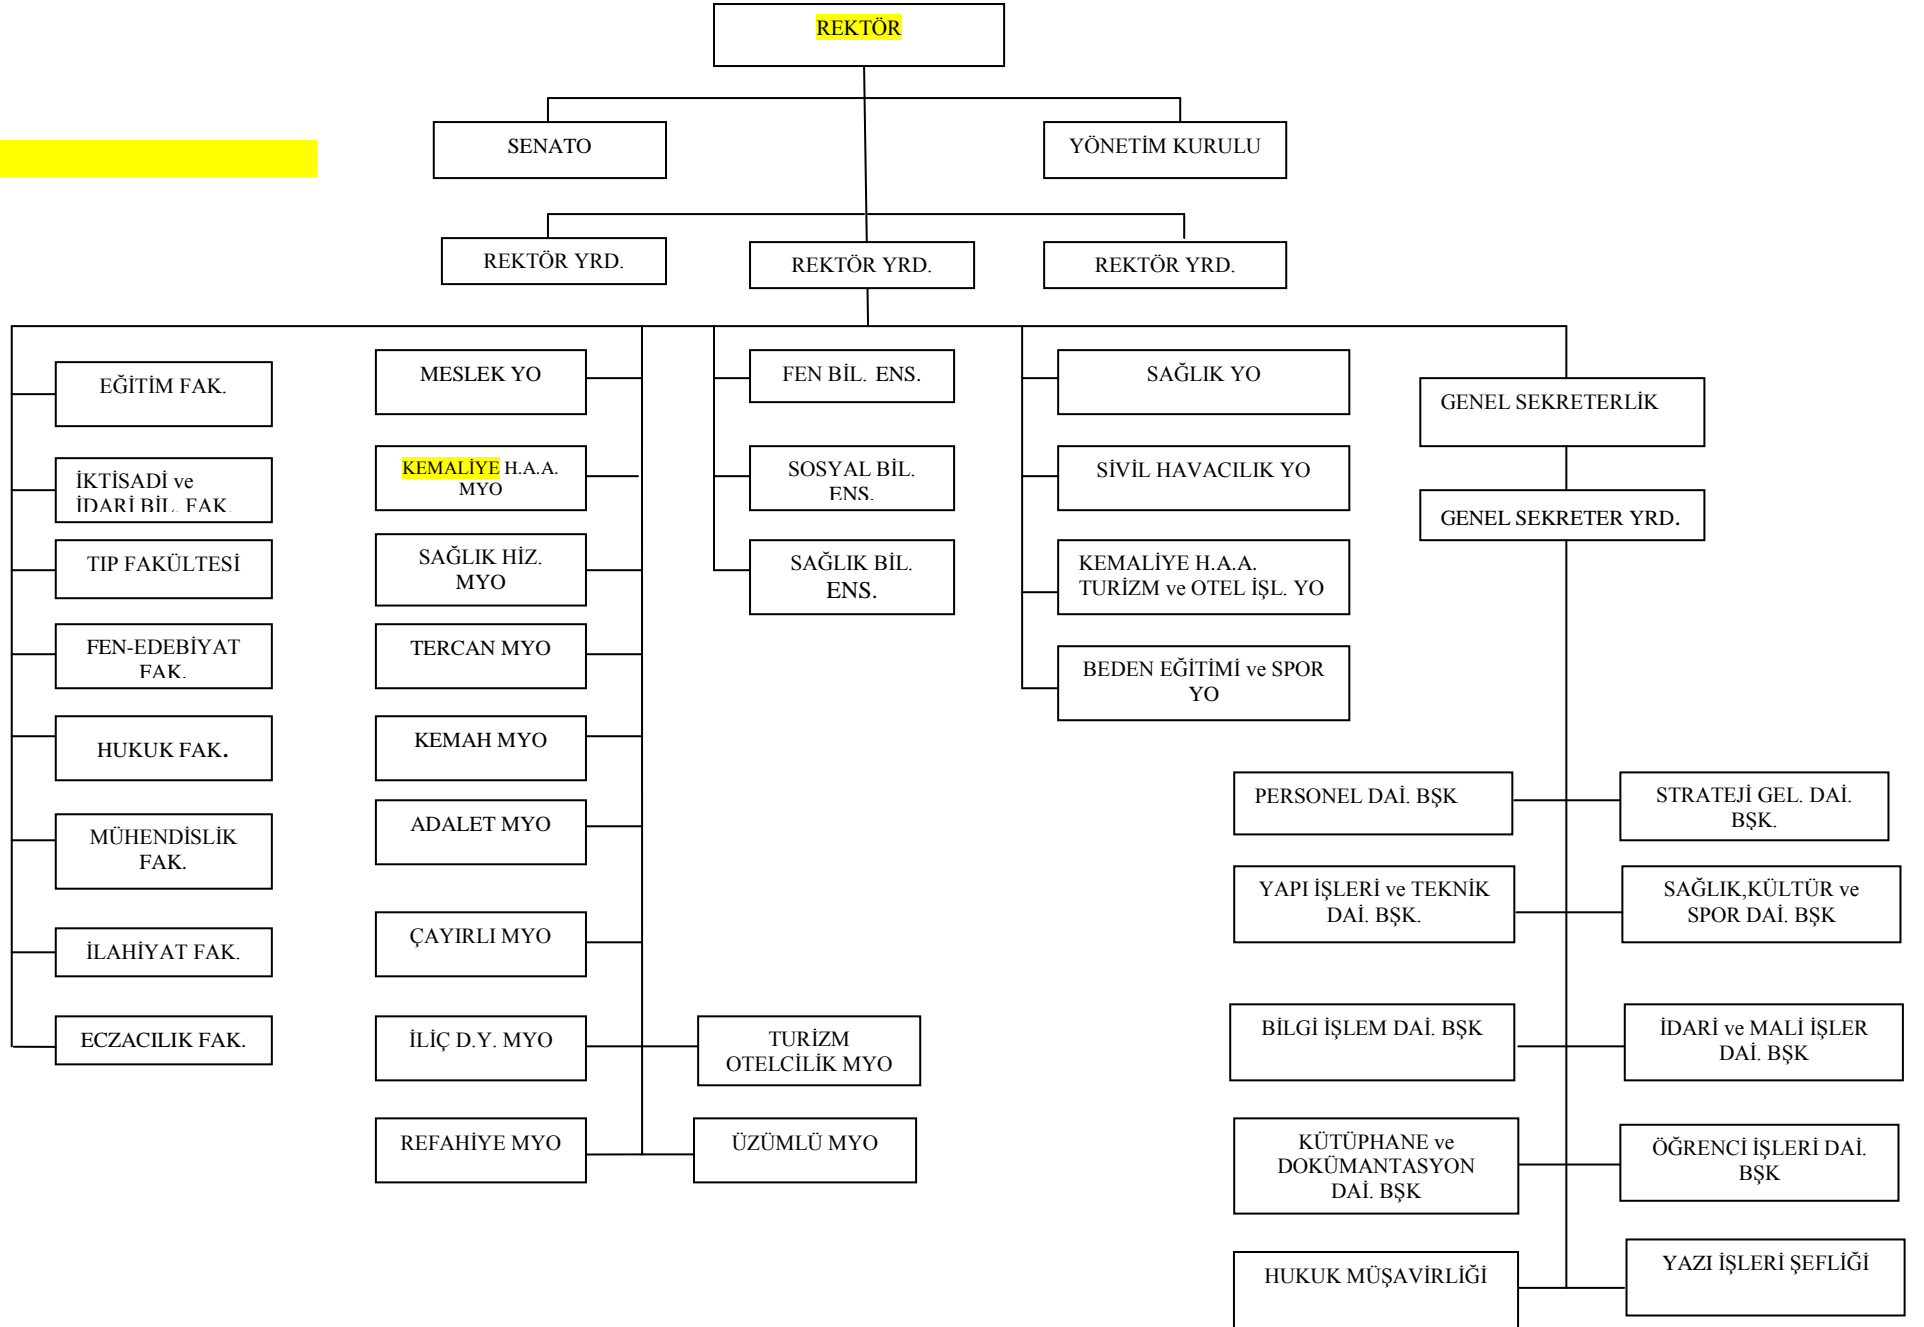 REKTÖR
SENATO
YÖNETİM KURULU
REKTÖR YRD.
REKTÖR YRD.
REKTÖR YRD.
EĞİTİM FAK.
İKTİSADİ ve
İDARİ BİL. FAK.
TIP FAKÜLTESİ
FEN-EDEBİYAT
FAK.
HUKUK FAK.
MÜHENDİSLİK
FAK.
İLAHİYAT FAK.
ECZACILIK FAK.
MESLEK YO
KEMALİYE H.A.A.
MYO
SAĞLIK HİZ.
MYO
TERCAN MYO
KEMAH MYO
ADALET MYO
ÇAYIRLI MYO
İLİÇ D.Y. MYO
REFAHİYE MYO
TURİZM
OTELCİLİK MYO
ÜZÜMLÜ MYO
FEN BİL. ENS.
SOSYAL BİL.
ENS.
SAĞLIK BİL.
ENS.
SAĞLIK YO
SİVİL HAVACILIK YO
KEMALİYE H.A.A.
TURİZM ve OTEL İŞL. YO
BEDEN EĞİTİMİ ve SPOR
YO
GENEL SEKRETERLİK
GENEL SEKRETER YRD.
PERSONEL DAİ. BŞK
STRATEJİ GEL. DAİ.
BŞK.
YAPI İŞLERİ ve TEKNİK
DAİ. BŞK.
SAĞLIK,KÜLTÜR ve
SPOR DAİ. BŞK
BİLGİ İŞLEM DAİ. BŞK
İDARİ ve MALİ İŞLER
DAİ. BŞK
KÜTÜPHANE ve
DOKÜMANTASYON
DAİ. BŞK
ÖĞRENCİ İŞLERİ DAİ.
BŞK
HUKUK MÜŞAVİRLİĞİ
YAZI İŞLERİ ŞEFLİĞİ